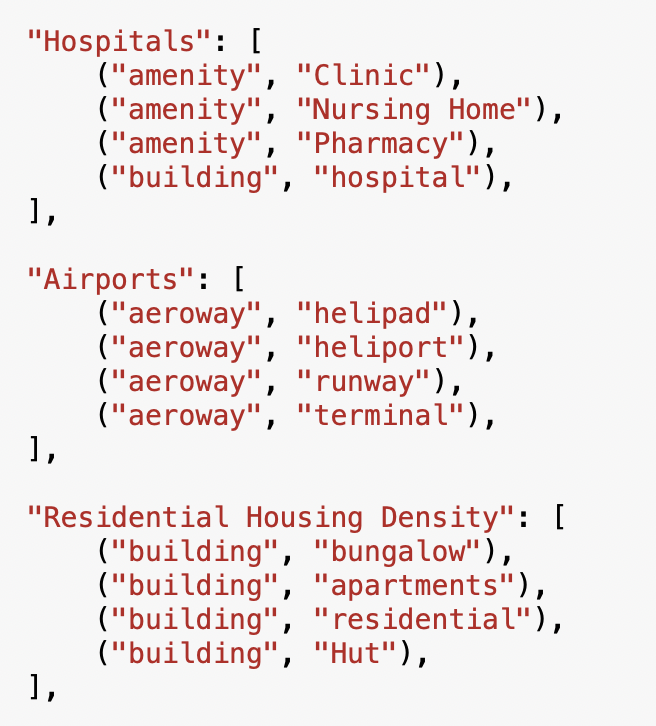 "Hospitals": [
    ("amenity", "Clinic"),
    ("amenity", "Nursing Home"),
    ("amenity", "Pharmacy"),
    ("building", "hospital"),
],
"Airports": [
    ("aeroway", "helipad"),
    ("aeroway", "heliport"),
    ("aeroway", "runway"),
    ("aeroway", "terminal"),
],
"Residential Housing Density": [
    ("building", "bungalow"),
    ("building", "apartments"),
    ("building", "residential"),
    ("building", "Hut"),
],